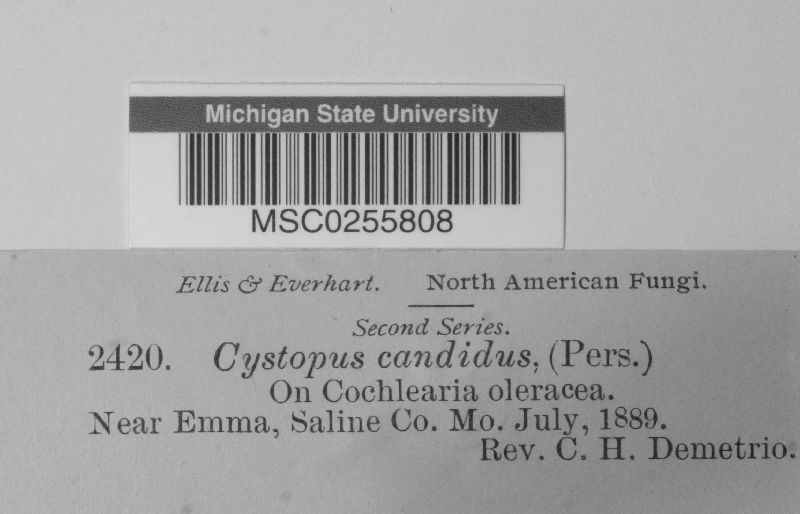 Michigan State University
MSC0255808
Ellis & Everhart. North American Fungi.
Second Series.
2420. Cystopus candidus, (Pers.)
On Cochlearia oleracea.
Near Emma, Saline Co. Mo. July, 1889.
Rev. C. H. Demetrio.